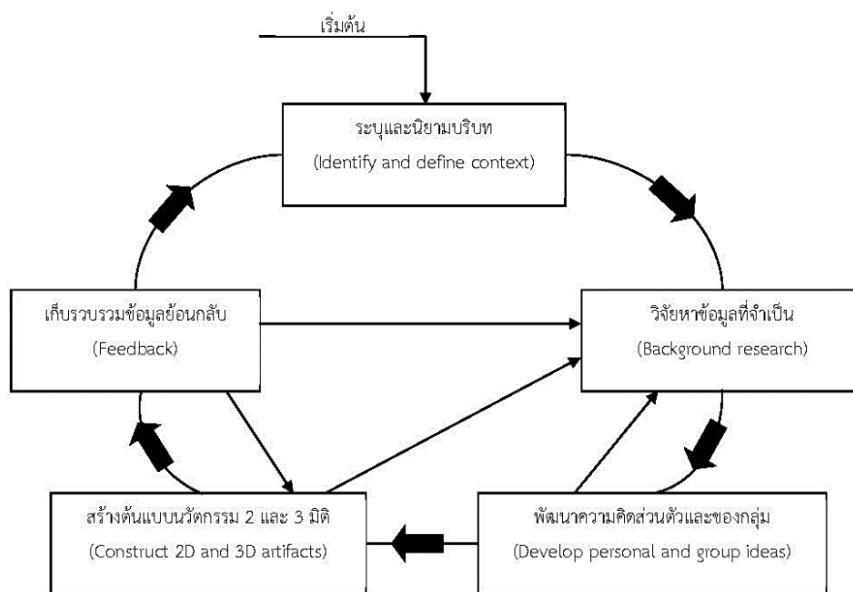 เริ่มต้น
ระบุและนิยามบริบท
(Identify and define context)
เก็บรวบรวมข้อมูลย้อนกลับ
(Feedback)
วิจัยหาข้อมูลที่จำเป็น
(Background research)
สร้างต้นแบบนวัตกรรม 2 และ 3 มิติ
(Construct 2D and 3D artifacts)
พัฒนาความคิดส่วนตัวและของกลุ่ม
(Develop personal and group ideas)